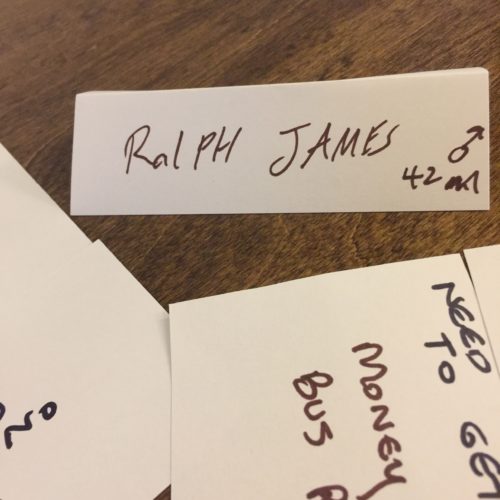 RalPH JAMES ♂
42
NEED
TO GE
MONEY
BUS